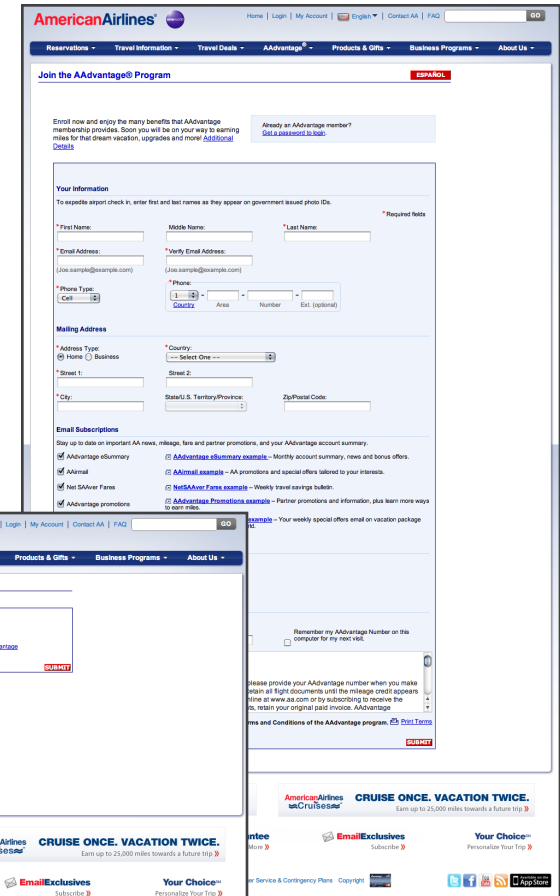 AmericanAirlines®
Home | Login | My Account | English | Contact AA | FAQ
GO
Reservations
Travel Information
Travel Deals
AAdvantage®
Products & Gifts
Business Programs
About Us
Join the AAdvantage® Program
ESPAÑOL
Enroll now and enjoy the many benefits that AAdvantage
membership provides. Soon you will be on your way to earning
miles for that dream vacation, upgrades and more! Additional
Details
Already an AAdvantage member?
Get a password to login.
Your Information
To expedite airport check in, enter first and last names as they appear on government issued photo IDs.
* Required fields
* First Name:
Middle Name:
* Last Name:
* Email Address:
* Verify Email Address:
(Joe.sample@example.com)
(Joe.sample@example.com)
* Phone Type:
Cell
* Phone:
1 - - -
Country Area Number Ext. (optional)
Mailing Address
* Address Type:
Home Business
* Country:
-- Select One --
* Street 1:
Street 2:
* City:
State/U.S. Territory/Province:
Zip/Postal Code:
Email Subscriptions
Stay up to date on important AA news, mileage, fare and partner promotions, and your AAdvantage account summary.
AAdvantage eSummary
AAdvantage eSummary example – Monthly account summary, news and bonus offers.
AAirmail
AAirmail example – AA promotions and special offers tailored to your interests.
Net SAAver Fares
NetSAAver Fares example – Weekly travel savings bulletin.
AAdvantage promotions
AAdvantage Promotions example – Partner promotions and information, plus learn more ways
to earn miles.
example – Your weekly special offers email on vacation package
| Login | My Account | Contact AA | FAQ
GO
Products & Gifts
Business Programs
About Us
antage
SUBMIT
Remember my AAdvantage Number on this
computer for my next visit.
please provide your AAdvantage number when you make
etain all flight documents until the mileage credit appears
nline at www.aa.com or by subscribing to receive the
ts, retain your original paid invoice. AAdvantage
rms and Conditions of the AAdvantage program.
Print Terms
SUBMIT
AmericanAirlines
Cruises
CRUISE ONCE. VACATION TWICE.
Earn up to 25,000 miles towards a future trip »
Airlines
ses
CRUISE ONCE. VACATION TWICE.
Earn up to 25,000 miles towards a future trip »
ntee
More »
EmailExclusives
Subscribe »
Your Choice℠
Personalize Your Trip »
EmailExclusives
Subscribe »
Your Choice℠
Personalize Your Trip »
er Service & Contingency Plans Copyright
Available on the
App Store